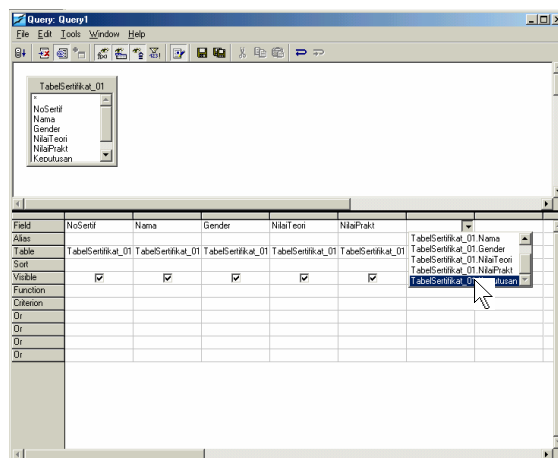 Query: Query1
File Edit Tools Window Help
TabelSertifikat_01
*
NoSertif
Nama
Gender
NilaiTeori
NilaiPrakt
Keputusan
Field NoSertif Nama Gender NilaiTeori NilaiPrakt
Alias
Table TabelSertifikat_01 TabelSertifikat_01 TabelSertifikat_01 TabelSertifikat_01 TabelSertifikat_01
Sort
Visible
Function
Criterion
Or
Or
Or
Or
TabelSertifikat_01.Nama
TabelSertifikat_01.Gender
TabelSertifikat_01.NilaiTeori
TabelSertifikat_01.NilaiPrakt
TabelSertifikat_01.Keputusan